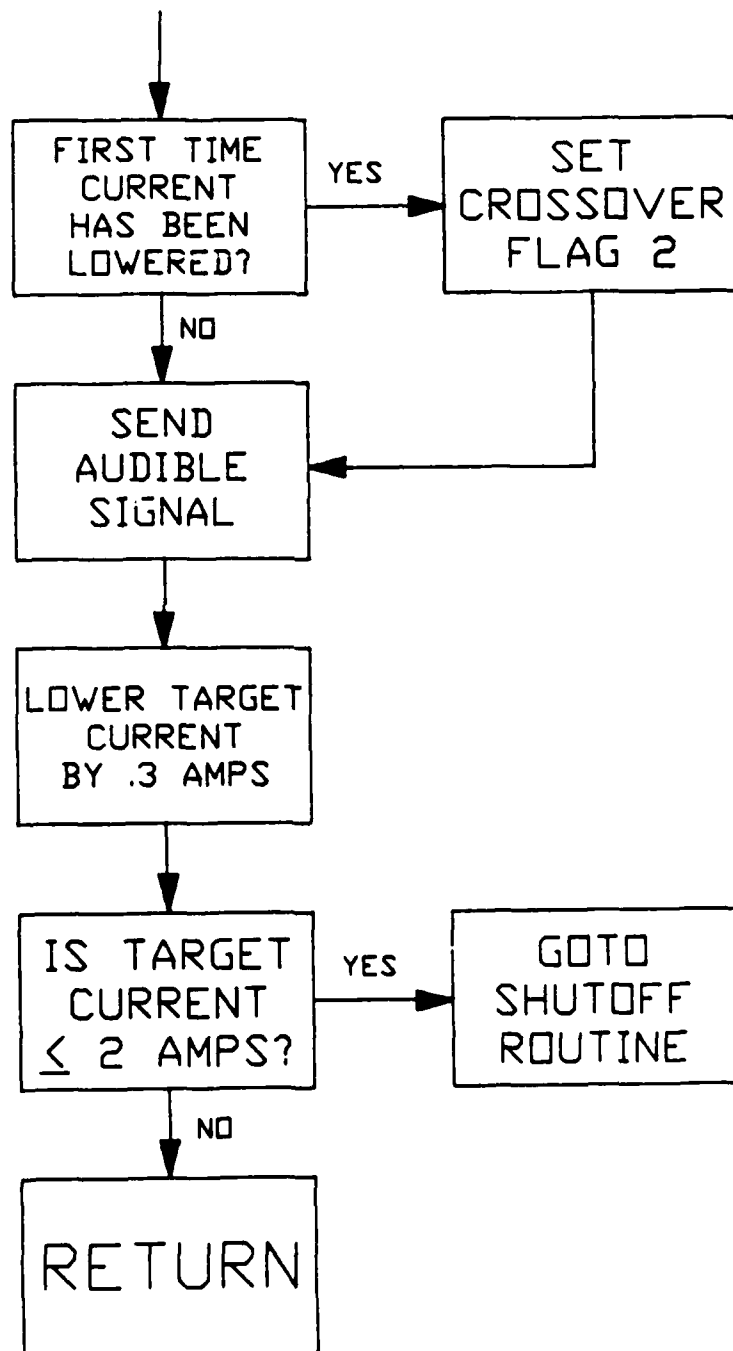 FIRST TIME
CURRENT
HAS BEEN
LOWERED?
YES
SET
CROSSOVER
FLAG 2
NO
SEND
AUDIBLE
SIGNAL
LOWER TARGET
CURRENT
BY .3 AMPS
IS TARGET
CURRENT
≤ 2 AMPS?
YES
GOTO
SHUTOFF
ROUTINE
NO
RETURN